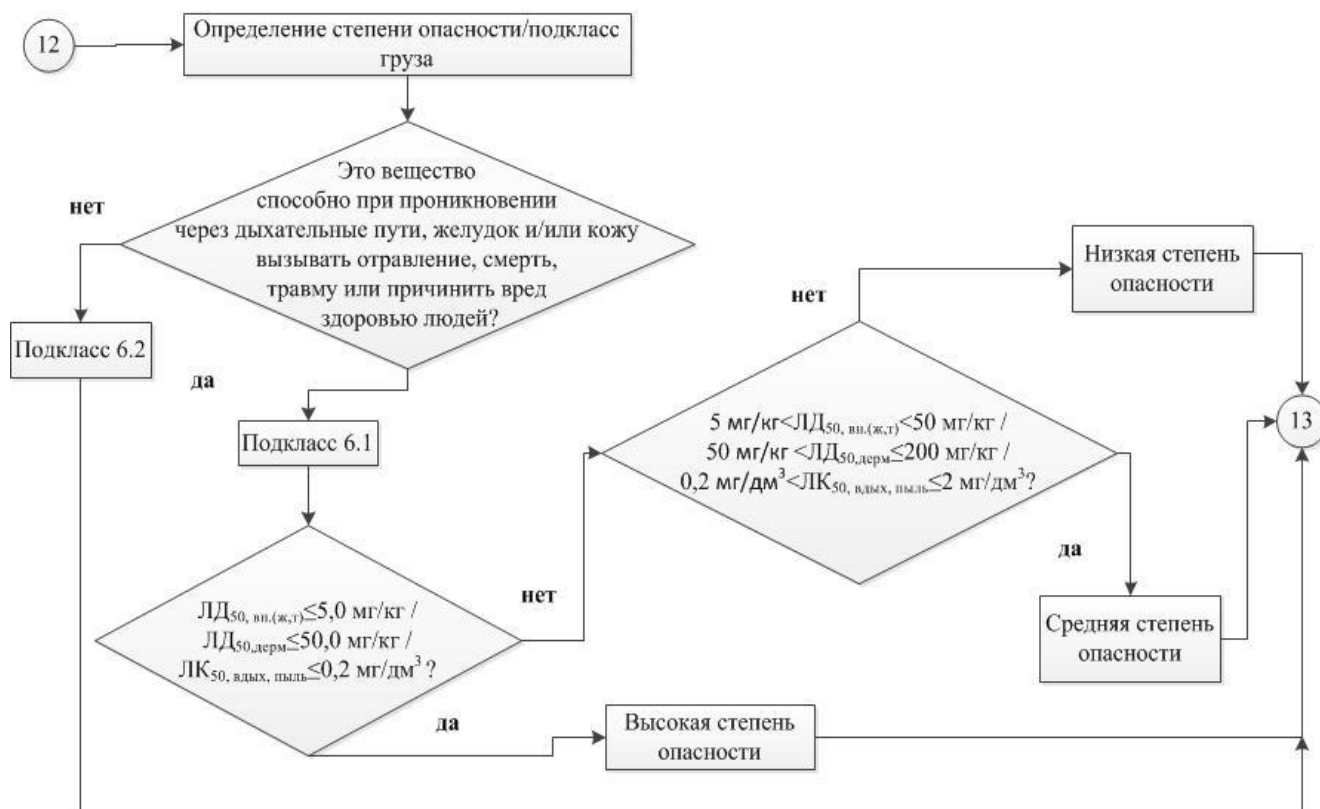 12
Определение степени опасности/подкласс
груза
Это вещество
способно при проникновении
через дыхательные пути, желудок и/или кожу
вызывать отравление, смерть,
травму или причинить вред
здоровью людей?
нет
Подкласс 6.2
да
Подкласс 6.1
ЛД50, вн.(ж,т)≤5,0 мг/кг /
ЛД50,дерм≤50,0 мг/кг /
ЛК50, вдых, пыль≤0,2 мг/дм³ ?
нет
да
Высокая степень
опасности
5 мг/кг<ЛД50, вн.(ж,т)<50 мг/кг /
50 мг/кг <ЛД50,дерм≤200 мг/кг /
0,2 мг/дм³<ЛК50, вдых, пыль≤2 мг/дм³?
нет
Низкая степень
опасности
да
Средняя степень
опасности
13